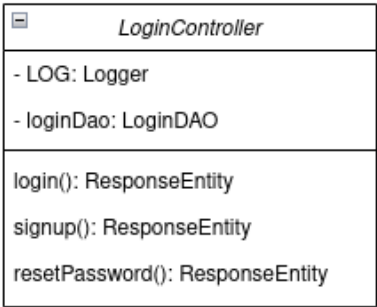 LoginController
- LOG: Logger
- loginDao: LoginDAO
login(): ResponseEntity
signup(): ResponseEntity
resetPassword(): ResponseEntity